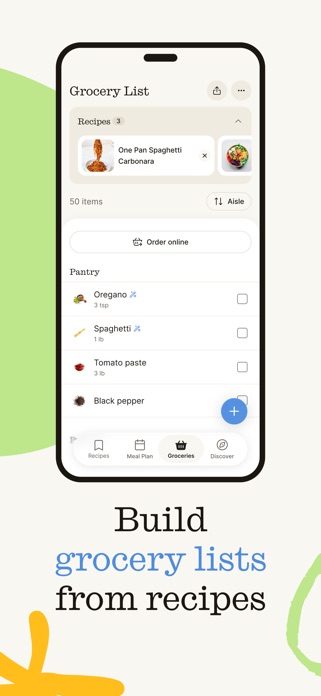 Grocery List
Recipes 3
One Pan Spaghetti
Carbonara
50 items
Aisle
Order online
Pantry
Oregano
3 tsp
Spaghetti
1 lb
Tomato paste
3 lb
Black pepper
Recipes
Meal Plan
Groceries
Discover
Build
grocery lists
from recipes